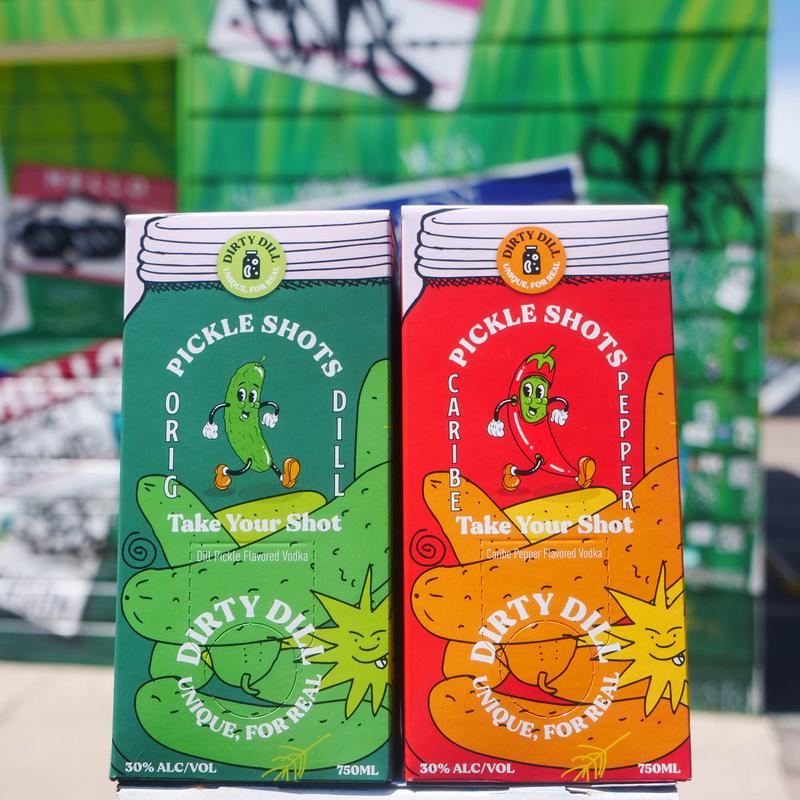 HELLO
DIRTY DILL
UNIQUE, FOR REAL
PICKLE SHOTS
ORIG
DILL
Take Your Shot
Dill Pickle Flavored Vodka
DIRTY DILL
UNIQUE, FOR REAL
30% ALC/VOL
750ML
DIRTY DILL
UNIQUE, FOR REAL
PICKLE SHOTS
CARIBE
PEPPER
Take Your Shot
Caribe Pepper Flavored Vodka
DIRTY DILL
UNIQUE, FOR REAL
30% ALC/VOL
750ML